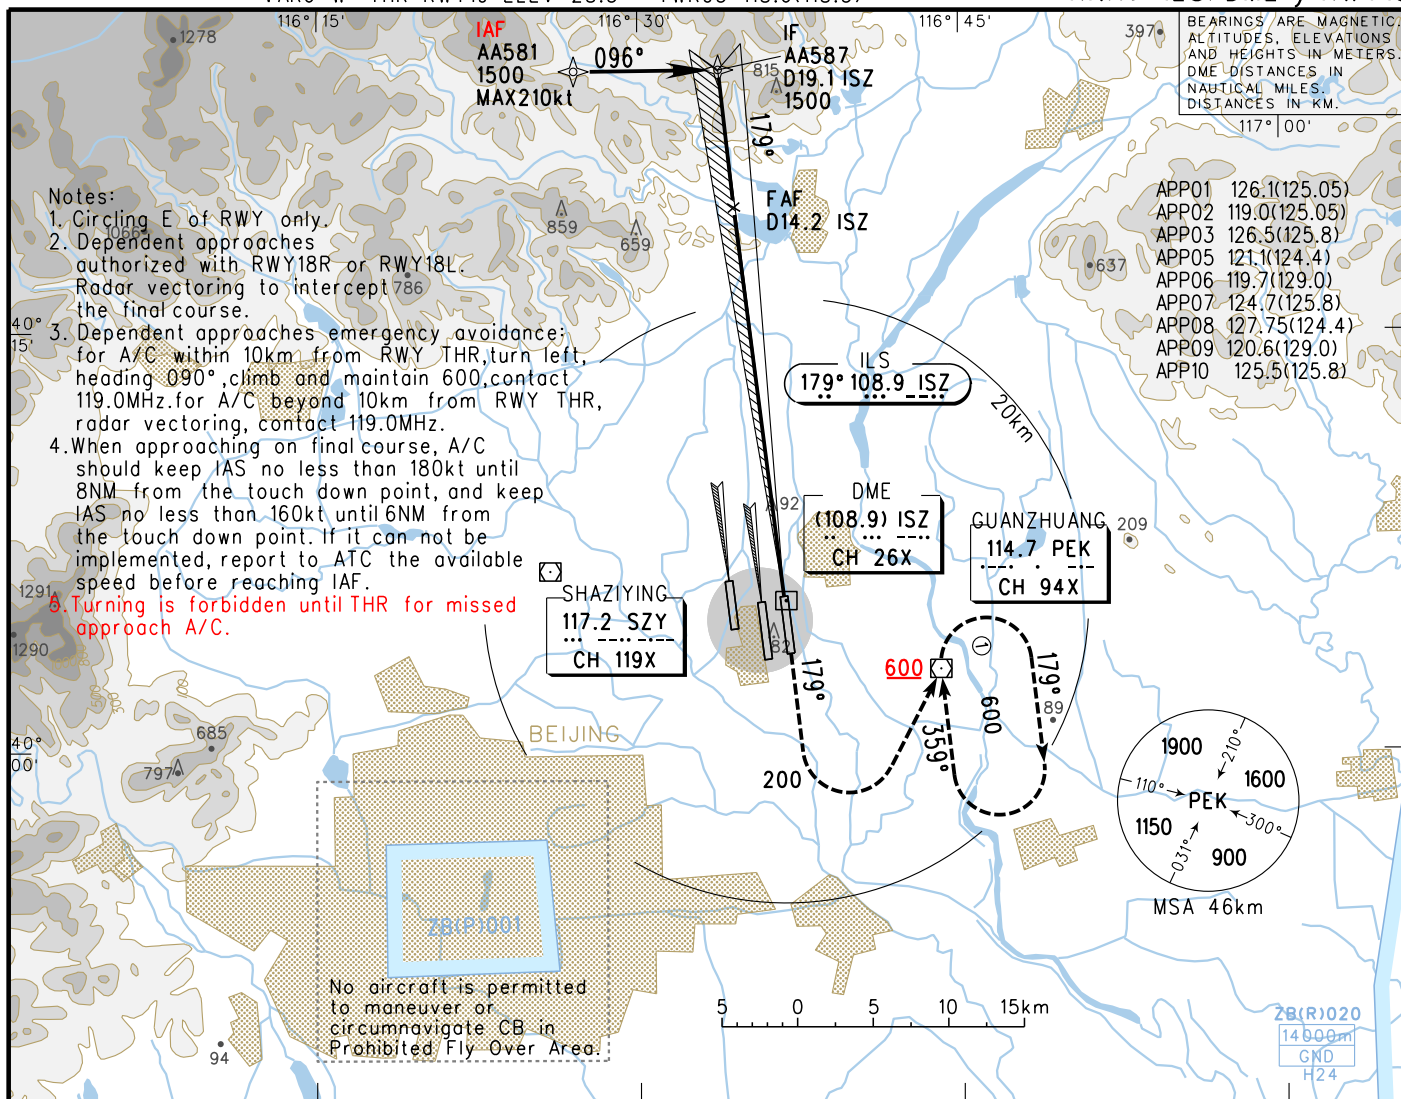 116°15'
116°30'
116°45'
117°00'
BEARINGS ARE MAGNETIC.
ALTITUDES, ELEVATIONS
AND HEIGHTS IN METERS.
DME DISTANCES IN
NAUTICAL MILES.
DISTANCES IN KM.
IAF
AA581
1500
MAX210kt
096°
IF
AA587
D19.1 ISZ
1500
179°
FAF
D14.2 ISZ
1278
397
815
859
659
1066
786
637
APP01 126.1(125.05)
APP02 119.0(125.05)
APP03 126.5(125.8)
APP05 121.1(124.4)
APP06 119.7(129.0)
APP07 124.7(125.8)
APP08 127.75(124.4)
APP09 120.6(129.0)
APP10 125.5(125.8)
Notes:
1. Circling E of RWY only.
2. Dependent approaches
authorized with RWY18R or RWY18L.
Radar vectoring to intercept
the final course.
3. Dependent approaches emergency avoidance:
for A/C within 10km from RWY THR,turn left,
heading 090°,climb and maintain 600,contact
119.0MHz.for A/C beyond 10km from RWY THR,
radar vectoring, contact 119.0MHz.
4.When approaching on final course, A/C
should keep IAS no less than 180kt until
8NM from the touch down point, and keep
IAS no less than 160kt until 6NM from
the touch down point. If it can not be
implemented, report to ATC the available
speed before reaching IAF.
5.Turning is forbidden until THR for missed
approach A/C.
40°
15'
ILS
179° 108.9 ISZ
20km
92
DME
(108.9) ISZ
CH 26X
GUANZHUANG
114.7 PEK
CH 94X
209
SHAZIYING
117.2 SZY
CH 119X
1291
1290
500
300
82
179°
600
1
179°
600
359°
89
200
685
797
40°
00'
BEIJING
1900
210°
110°
1600
PEK
1150
300°
031°
900
MSA 46km
ZB(P)001
No aircraft is permitted
to maneuver or
circumnavigate CB in
Prohibited Fly Over Area.
94
5 0 5 10 15km
ZB(R)020
14000m
GND
H24